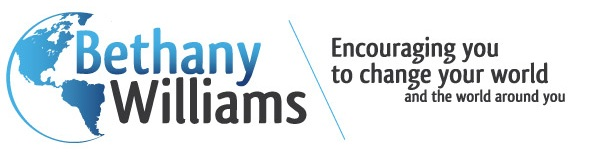 Bethany
Williams
Encouraging you
to change your world
and the world around you